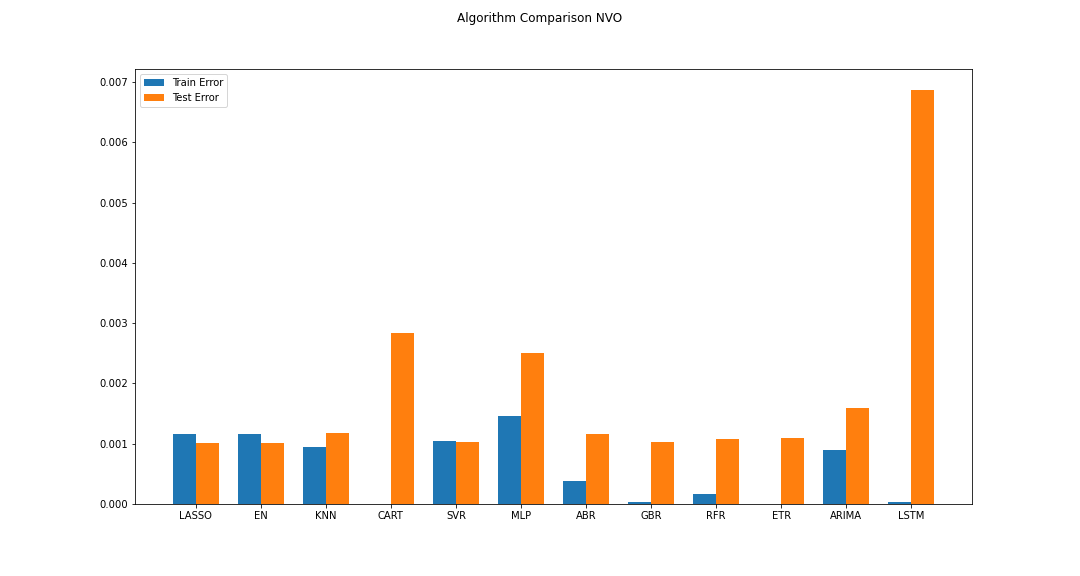 Algorithm Comparison NVO
Train Error
Test Error
0.007
0.006
0.005
0.004
0.003
0.002
0.001
0.000
LASSO EN KNN CART SVR MLP ABR GBR RFR ETR ARIMA LSTM